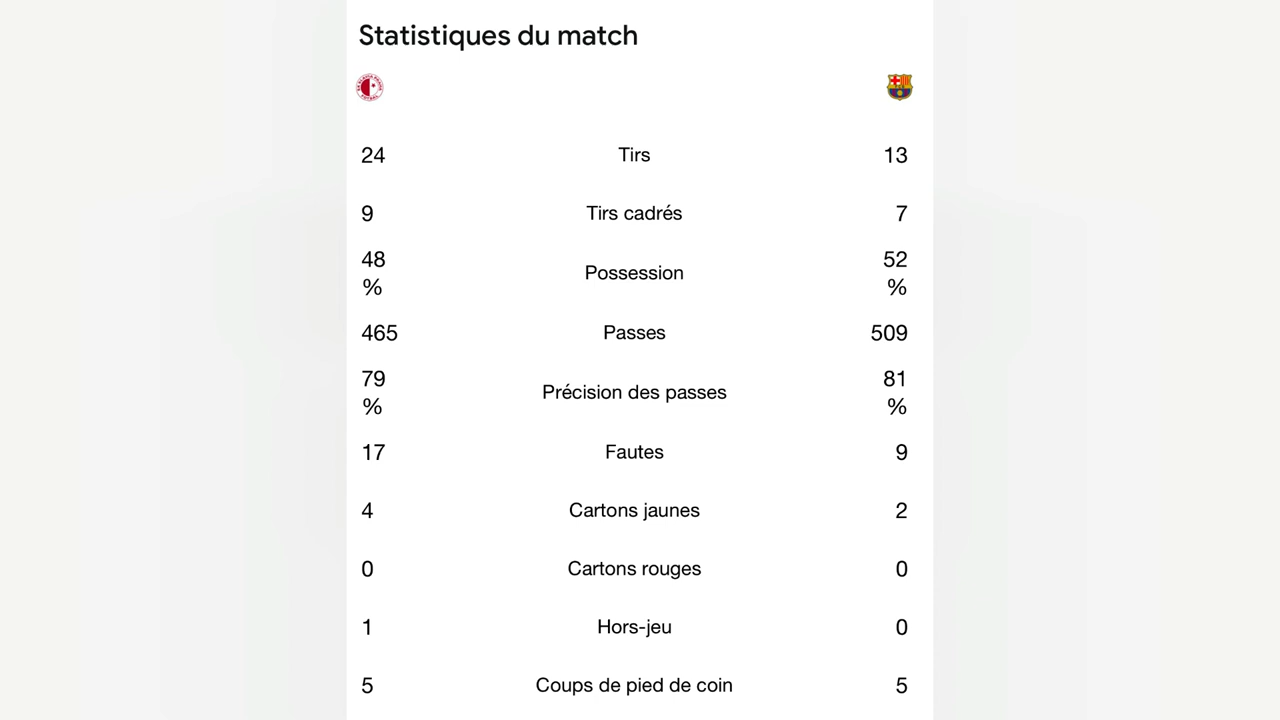 Statistiques du match
24 Tirs 13
9 Tirs cadrés 7
48 % Possession 52 %
465 Passes 509
79 % Précision des passes 81 %
17 Fautes 9
4 Cartons jaunes 2
0 Cartons rouges 0
1 Hors-jeu 0
5 Coups de pied de coin 5